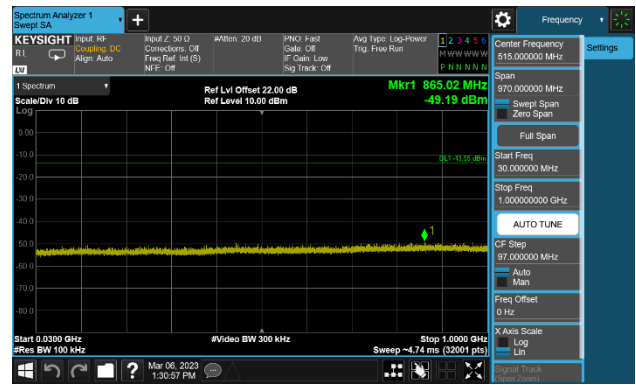 Spectrum Analyzer 1
Swept SA
Frequency
KEYSIGHT Input: RF
RL
Coupling: DC
Align: Auto
LXI
Input Z: 50 Ω
Corrections: Off
Freq Ref: Int (S)
NFE: Off
#Atten: 20 dB
PNO: Fast
Gate: Off
IF Gain: Low
Sig Track: Off
Avg Type: Log-Power
Trig: Free Run
1 2 3 4 5 6
M W W W W W
P N N N N N
1 Spectrum
Scale/Div 10 dB
Log
Ref Lvl Offset 22.00 dB
Ref Level 10.00 dBm
Mkr1 865.02 MHz
-49.19 dBm
0.00
-10.0
DL1 -13.55 dBm
-20.0
-30.0
-40.0
1
-50.0
-60.0
-70.0
-80.0
Start 0.0300 GHz
#Res BW 100 kHz
#Video BW 300 kHz
Stop 1.0000 GHz
Sweep ~4.74 ms (32001 pts)
Mar 06, 2023
1:30:57 PM
Center Frequency
515.000000 MHz
Settings
Span
970.000000 MHz
Swept Span
Zero Span
Full Span
Start Freq
30.000000 MHz
Stop Freq
1.000000000 GHz
AUTO TUNE
CF Step
97.000000 MHz
Auto
Man
Freq Offset
0 Hz
X Axis Scale
Log
Lin
Signal Track
(Span Zoom)